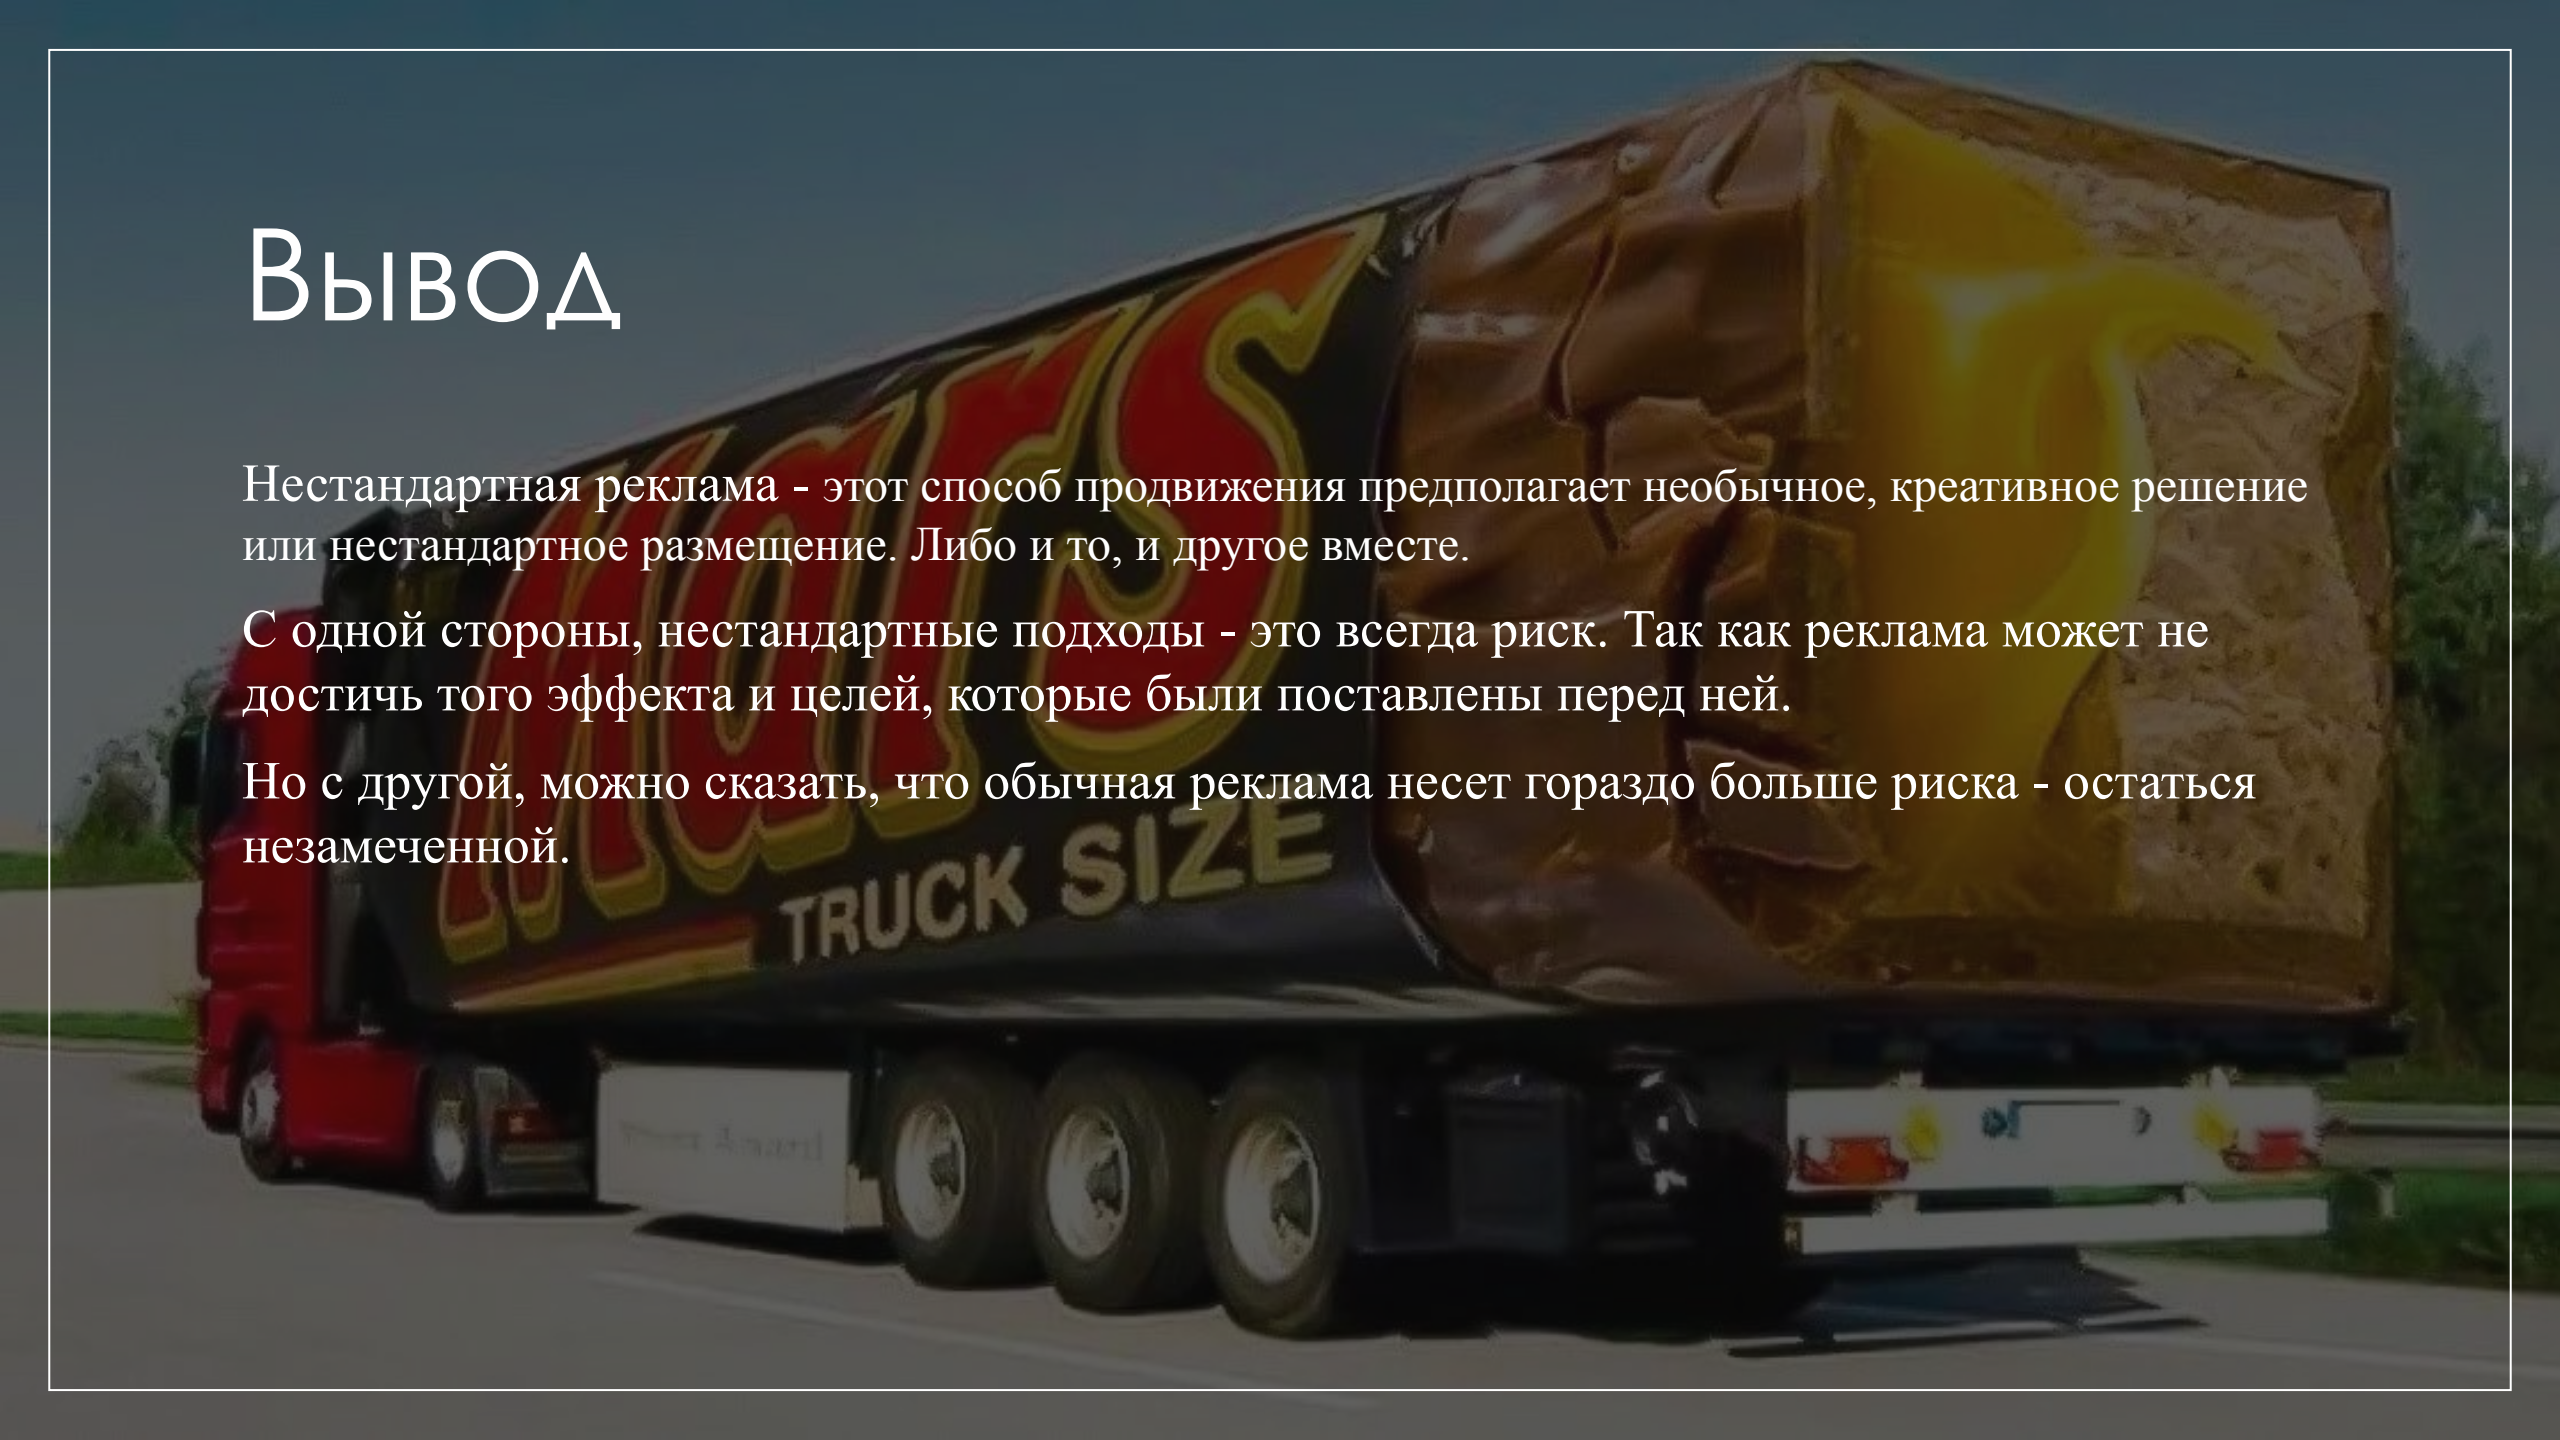 Вывод
Нестандартная реклама - этот способ продвижения предполагает необычное, креативное решение
или нестандартное размещение. Либо и то, и другое вместе.
С одной стороны, нестандартные подходы - это всегда риск. Так как реклама может не
достичь того эффекта и целей, которые были поставлены перед ней.
Но с другой, можно сказать, что обычная реклама несет гораздо больше риска - остаться
незамеченной.
Mars
TRUCK SIZE